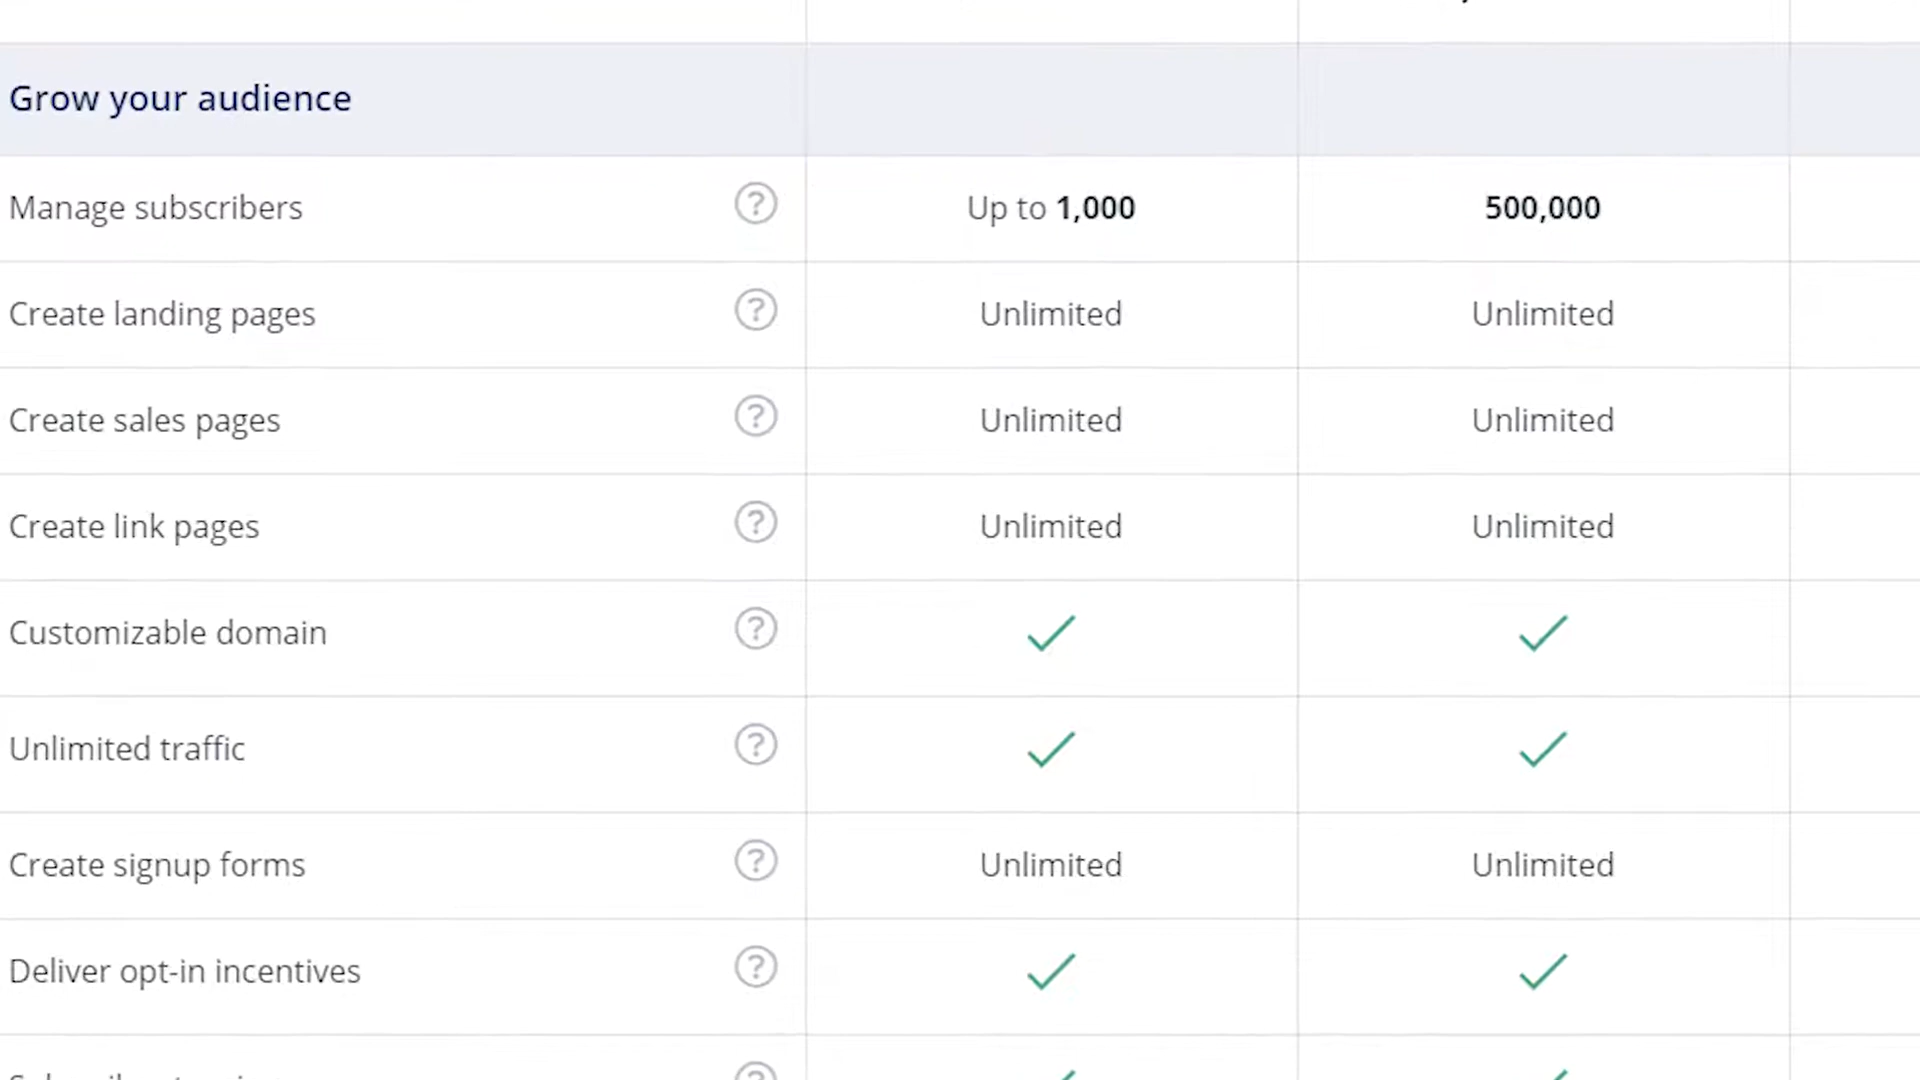 Grow your audience
Manage subscribers ? Up to 1,000 500,000
Create landing pages ? Unlimited Unlimited
Create sales pages ? Unlimited Unlimited
Create link pages ? Unlimited Unlimited
Customizable domain ?
Unlimited traffic ?
Create signup forms ? Unlimited Unlimited
Deliver opt-in incentives ?